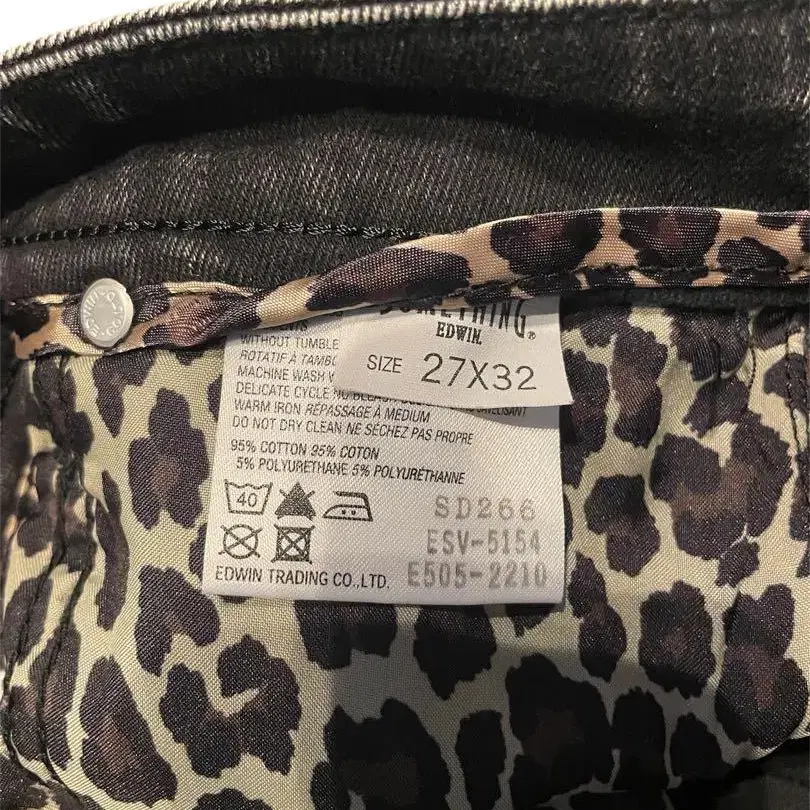 SOMETHING®
EDWIN.
SIZE 27X32
WITHOUT TUMBLE
ROTATIF À TAMBO
MACHINE WASH
DELICATE CYCLE NO
WARM IRON RÉPASSAGE À MEDIUM
DO NOT DRY CLEAN NE SÉCHEZ PAS PROPRE
95% COTTON 95% COTON
5% POLYURETHANE 5% POLYURÉTHANNE
40
SD266
ESV-5154
EDWIN TRADING CO.,LTD. E505-2210